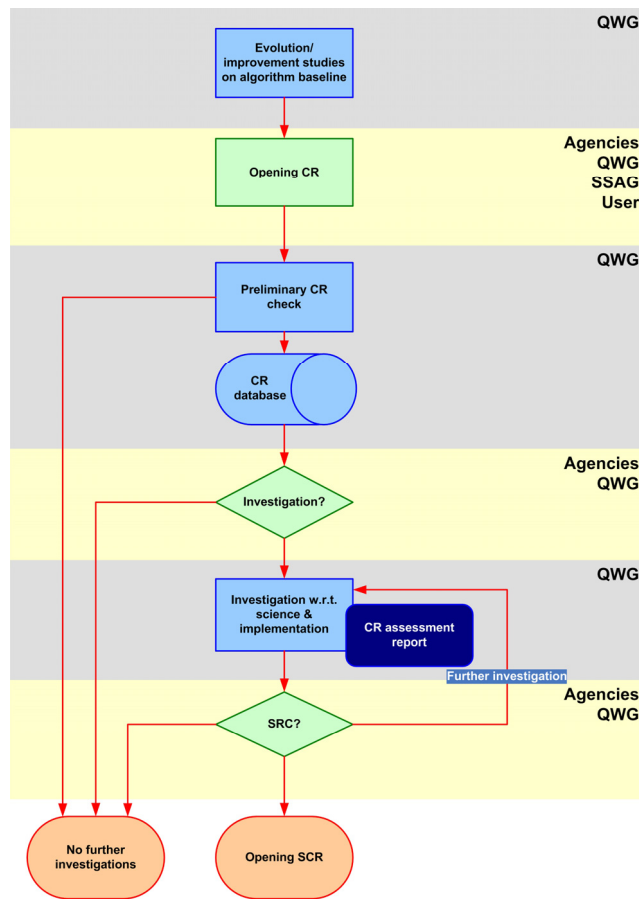 QWG
Evolution/
improvement studies
on algorithm baseline
Agencies
QWG
SSAG
User
Opening CR
QWG
Preliminary CR
check
CR
database
Agencies
QWG
Investigation?
QWG
Investigation w.r.t.
science &
implementation
CR assessment
report
Further investigation
Agencies
QWG
SRC?
No further
investigations
Opening SCR